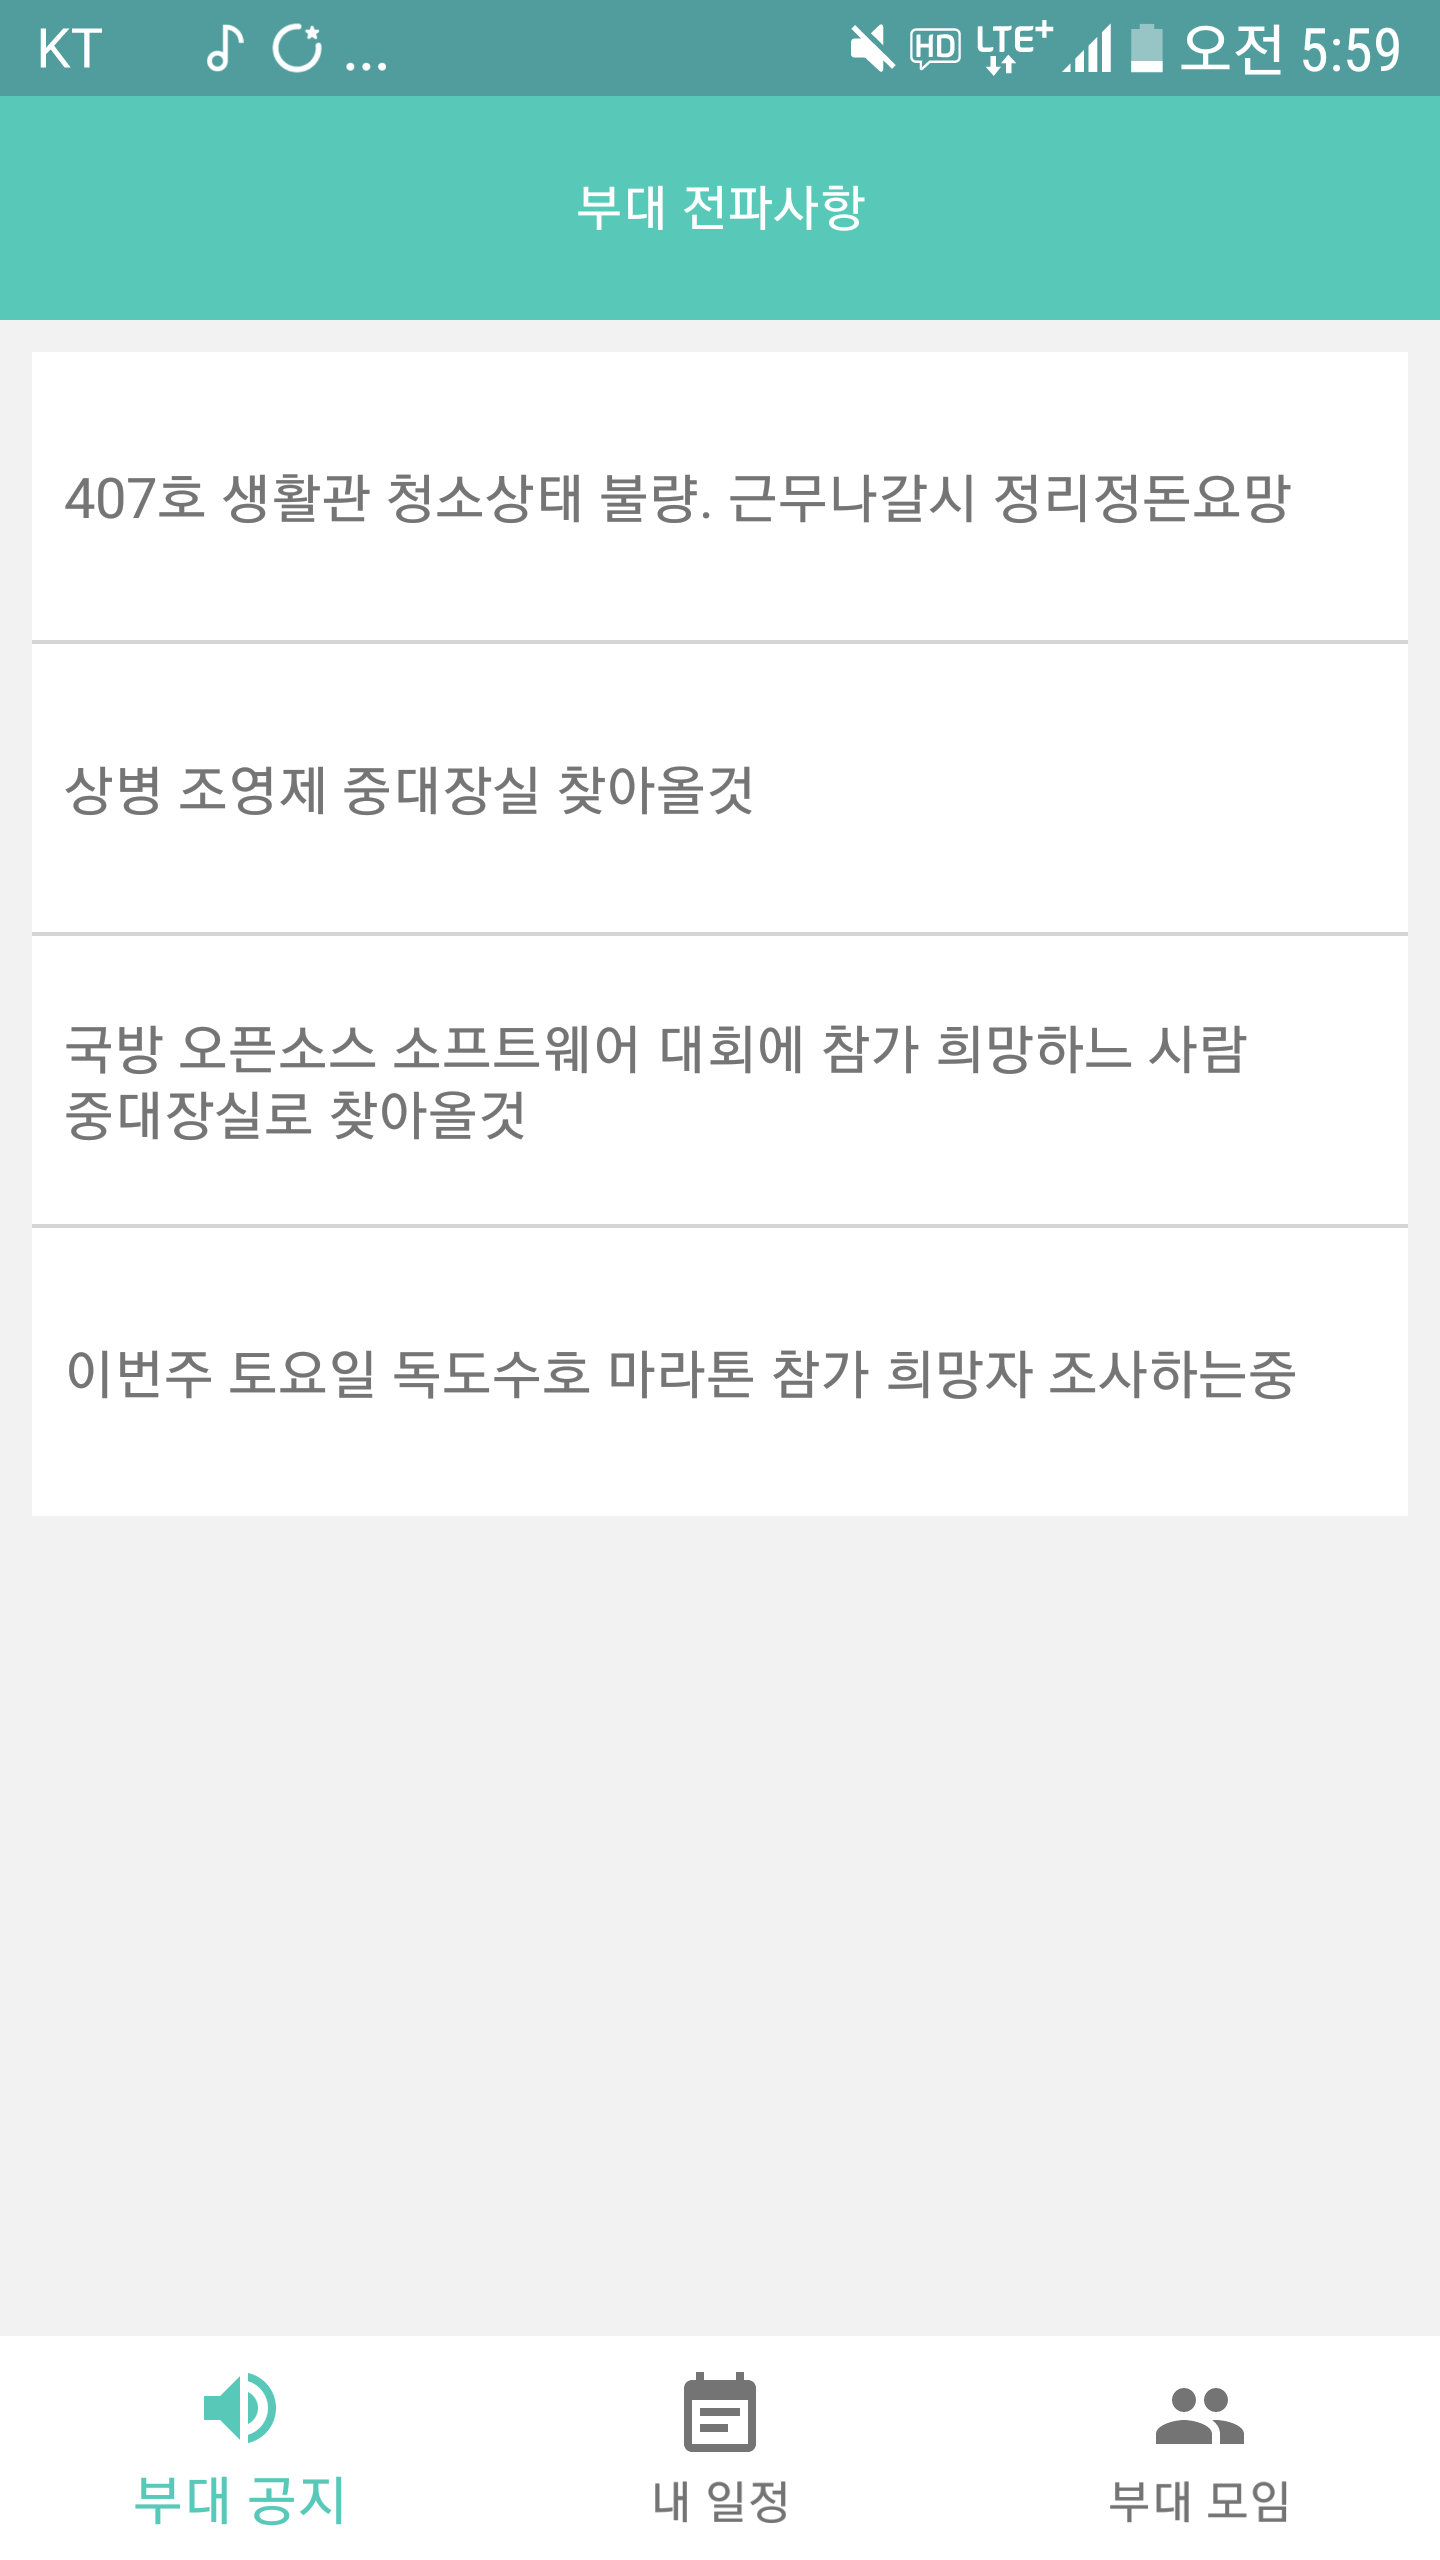 KT ... HD LTE+ 오전 5:59
부대 전파사항
407호 생활관 청소상태 불량. 근무나갈시 정리정돈요망
상병 조영제 중대장실 찾아올것
국방 오픈소스 소프트웨어 대회에 참가 희망하느 사람
중대장실로 찾아올것
이번주 토요일 독도수호 마라톤 참가 희망자 조사하는중
부대 공지
내 일정
부대 모임